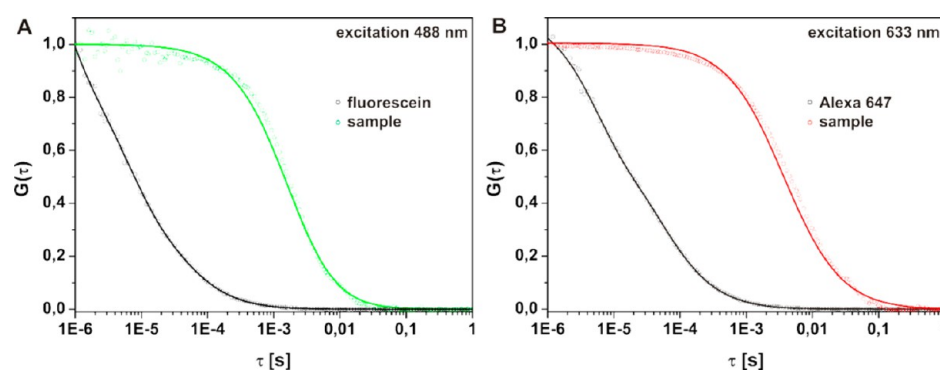 A
excitation 488 nm
fluorescein
sample
G(τ)
1,0
0,8
0,6
0,4
0,2
0,0
1E-6 1E-5 1E-4 1E-3 0,01 0,1 1
τ [s]
B
excitation 633 nm
Alexa 647
sample
G(τ)
1,0
0,8
0,6
0,4
0,2
0,0
1E-6 1E-5 1E-4 1E-3 0,01 0,1
τ [s]